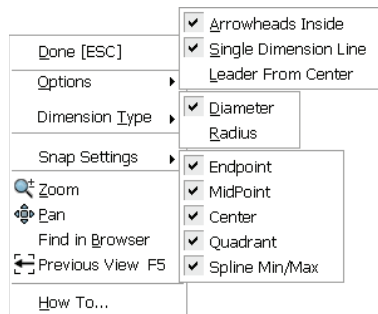 Done [ESC]
Options
Arrowheads Inside
Single Dimension Line
Leader From Center
Dimension Type
Diameter
Radius
Snap Settings
Endpoint
MidPoint
Center
Quadrant
Spline Min/Max
Zoom
Pan
Find in Browser
Previous View F5
How To...